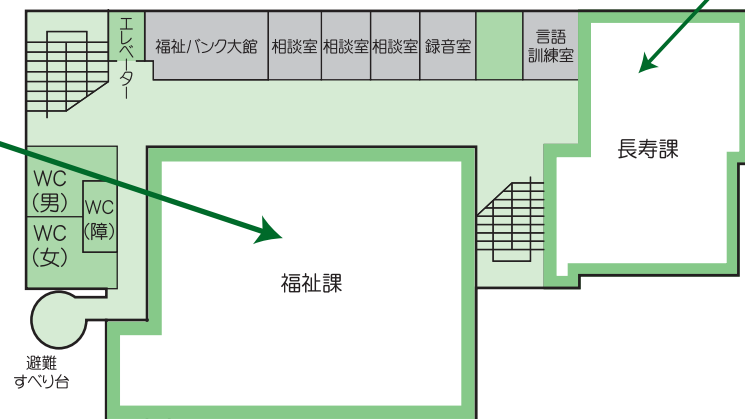 エレベーター
福祉バンク大館
相談室
相談室
相談室
録音室
言語
訓練室
長寿課
WC
(男)
WC
(障)
WC
(女)
福祉課
避難
すべり台